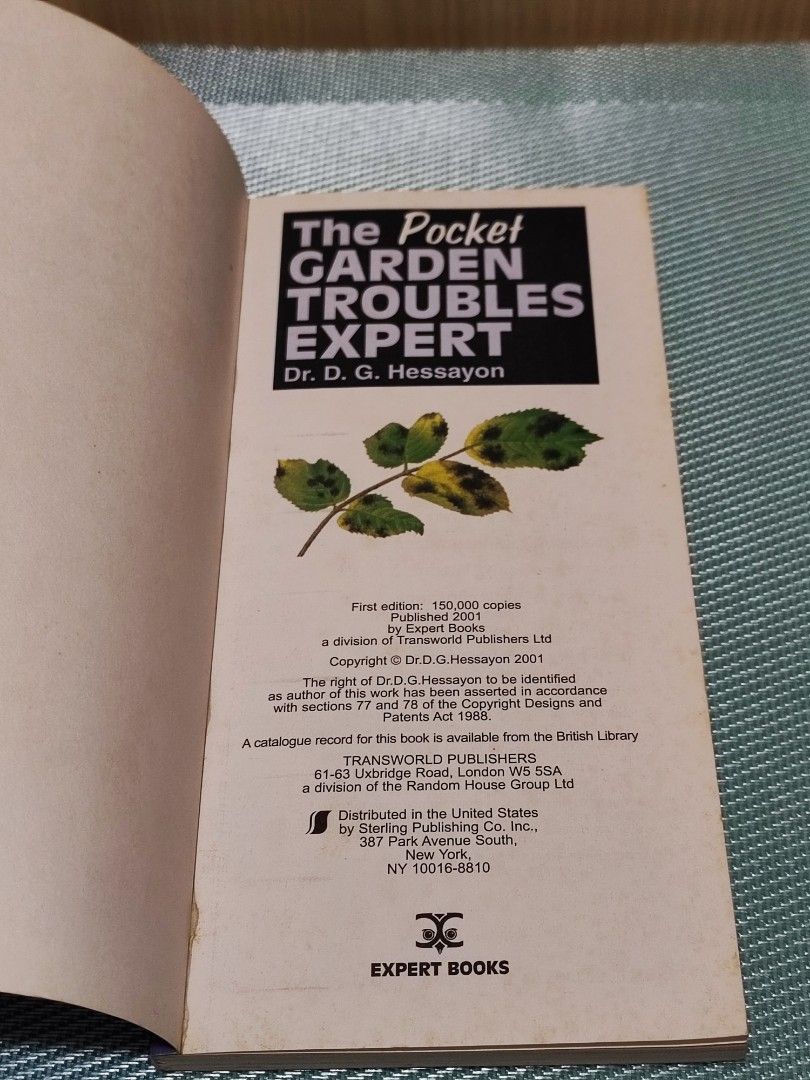 The Pocket
GARDEN
TROUBLES
EXPERT
Dr. D. G. Hessayon
First edition: 150,000 copies
Published 2001
by Expert Books
a division of Transworld Publishers Ltd
Copyright © Dr.D.G.Hessayon 2001
The right of Dr.D.G.Hessayon to be identified
as author of this work has been asserted in accordance
with sections 77 and 78 of the Copyright Designs and
Patents Act 1988.
A catalogue record for this book is available from the British Library
TRANSWORLD PUBLISHERS
61-63 Uxbridge Road, London W5 5SA
a division of the Random House Group Ltd
Distributed in the United States
by Sterling Publishing Co. Inc.,
387 Park Avenue South,
New York,
NY 10016-8810
EXPERT BOOKS